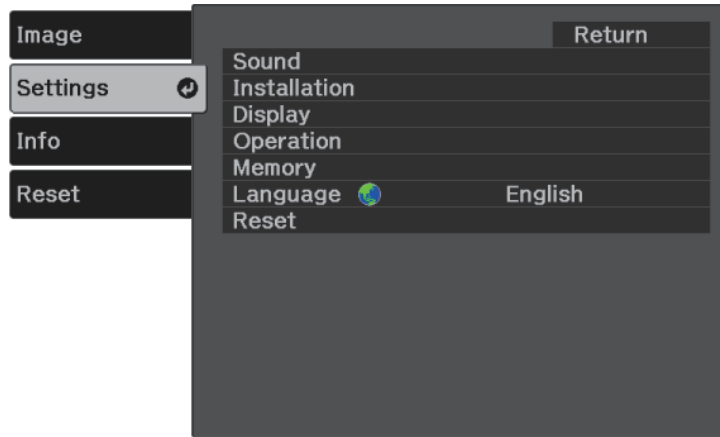 Image
Settings
Info
Reset
Return
Sound
Installation
Display
Operation
Memory
Language English
Reset